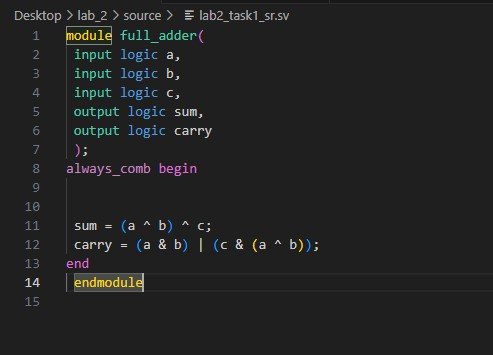 Desktop > lab_2 > source > lab2_task1_sr.sv
1 module full_adder(
2 input logic a,
3 input logic b,
4 input logic c,
5 output logic sum,
6 output logic carry
7 );
8 always_comb begin
9
10
11 sum = (a ^ b) ^ c;
12 carry = (a & b) | (c & (a ^ b));
13 end
14 endmodule
15